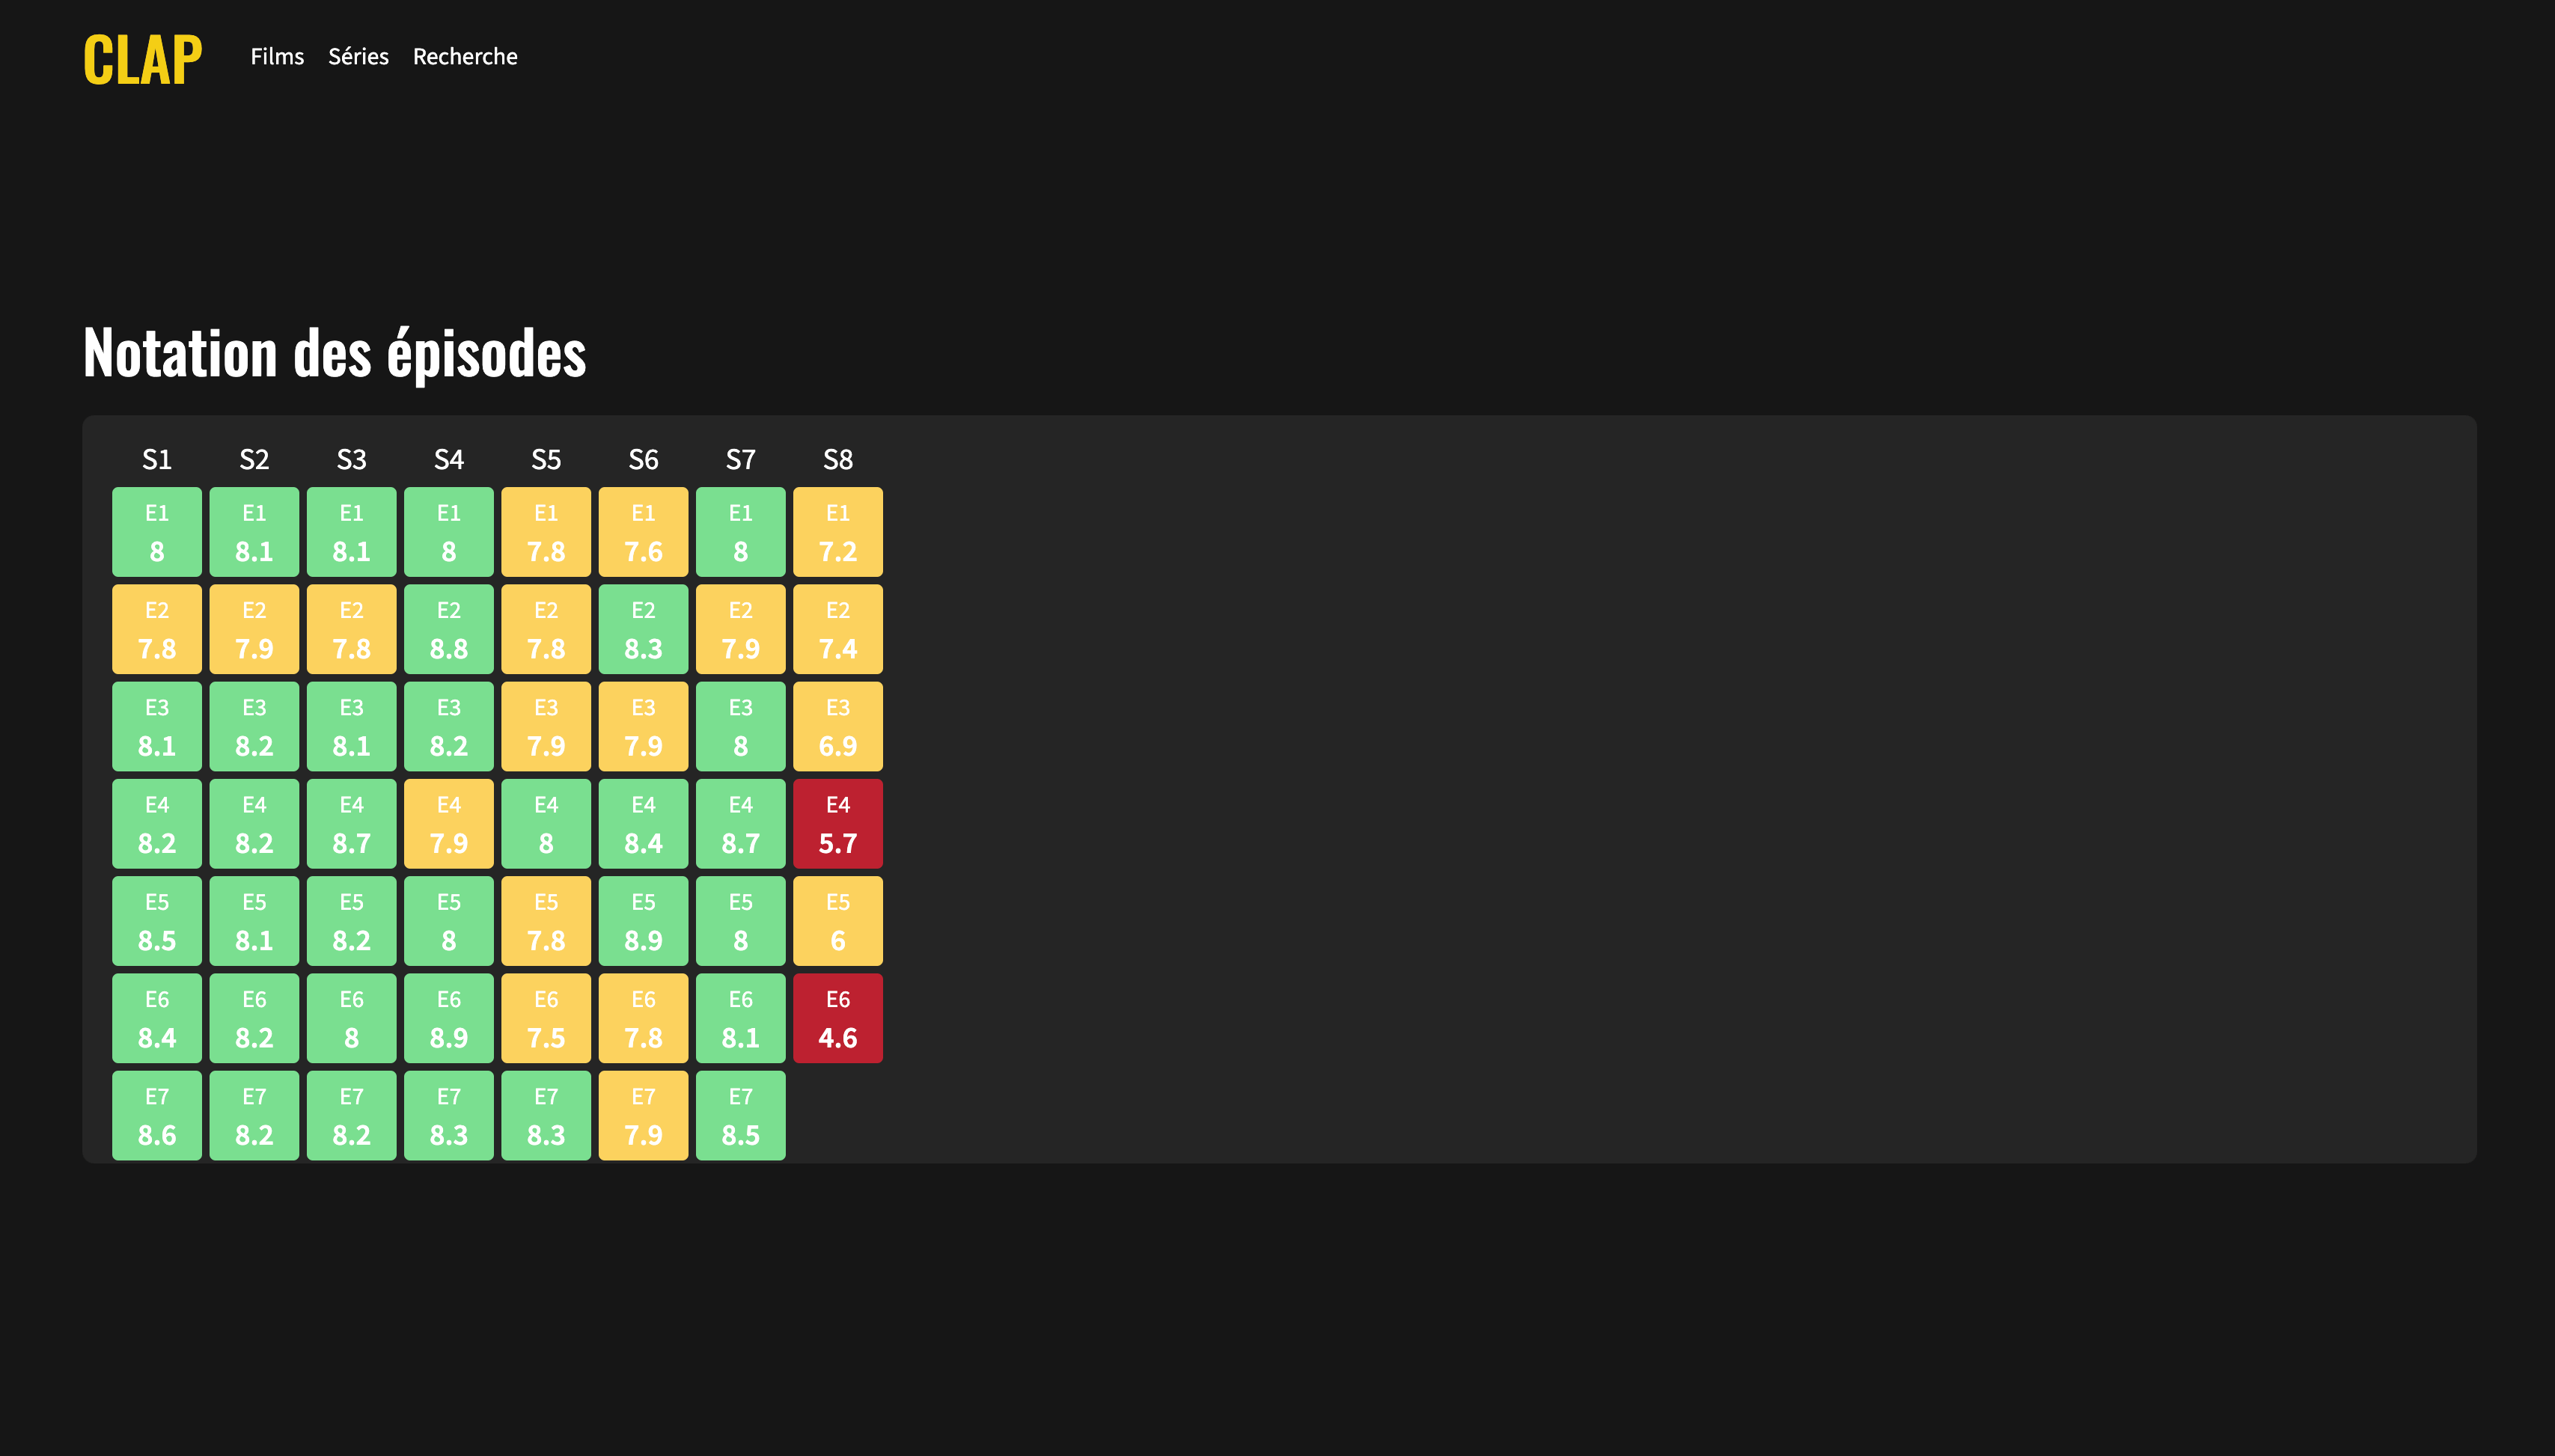 CLAP
Films Séries Recherche
Notation des épisodes
S1 S2 S3 S4 S5 S6 S7 S8
E1 E1 E1 E1 E1 E1 E1 E1
8 8.1 8.1 8 7.8 7.6 8 7.2
E2 E2 E2 E2 E2 E2 E2 E2
7.8 7.9 7.8 8.8 7.8 8.3 7.9 7.4
E3 E3 E3 E3 E3 E3 E3 E3
8.1 8.2 8.1 8.2 7.9 7.9 8 6.9
E4 E4 E4 E4 E4 E4 E4 E4
8.2 8.2 8.7 7.9 8 8.4 8.7 5.7
E5 E5 E5 E5 E5 E5 E5 E5
8.5 8.1 8.2 8 7.8 8.9 8 6
E6 E6 E6 E6 E6 E6 E6 E6
8.4 8.2 8 8.9 7.5 7.8 8.1 4.6
E7 E7 E7 E7 E7 E7 E7
8.6 8.2 8.2 8.3 8.3 7.9 8.5